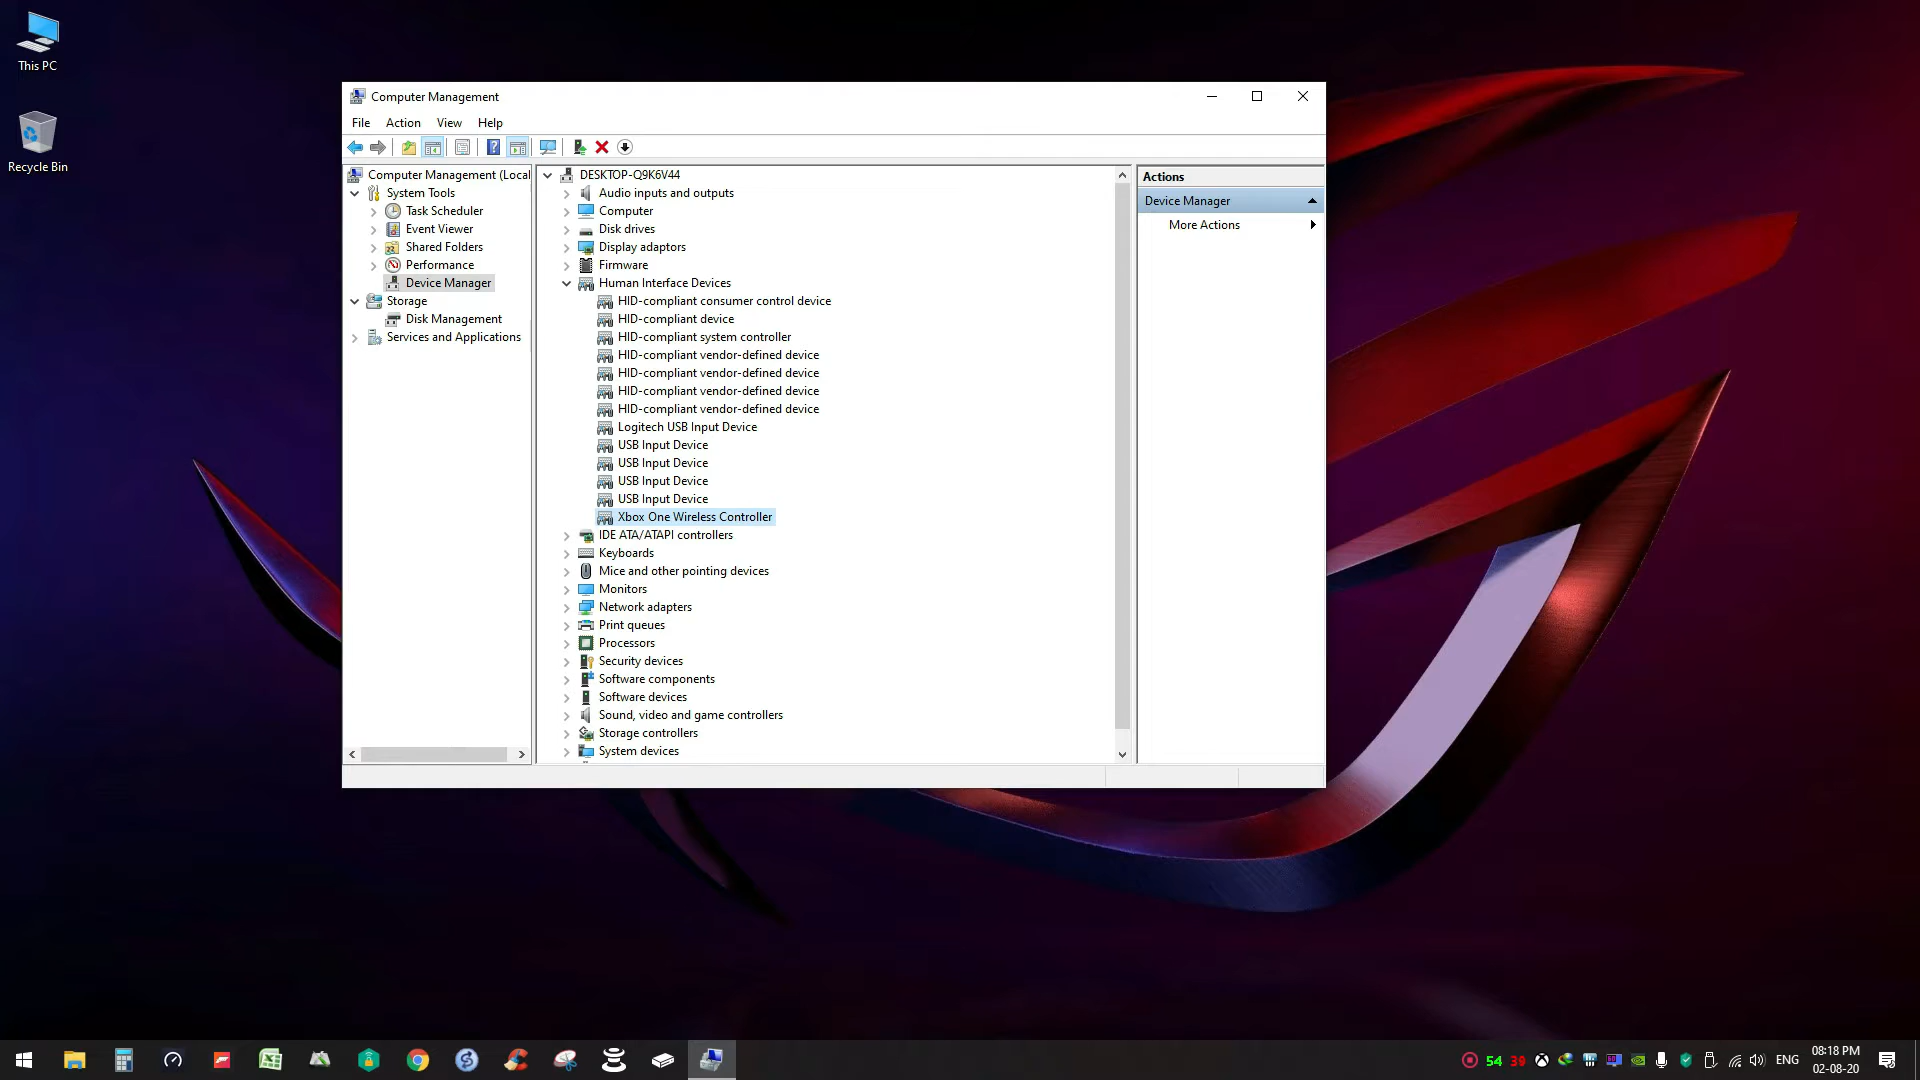 This PC
Recycle Bin
Computer Management
File Action View Help
Computer Management (Local
System Tools
Task Scheduler
Event Viewer
Shared Folders
Performance
Device Manager
Storage
Disk Management
Services and Applications
DESKTOP-Q9K6V44
Audio inputs and outputs
Computer
Disk drives
Display adaptors
Firmware
Human Interface Devices
HID-compliant consumer control device
HID-compliant device
HID-compliant system controller
HID-compliant vendor-defined device
HID-compliant vendor-defined device
HID-compliant vendor-defined device
HID-compliant vendor-defined device
Logitech USB Input Device
USB Input Device
USB Input Device
USB Input Device
USB Input Device
Xbox One Wireless Controller
IDE ATA/ATAPI controllers
Keyboards
Mice and other pointing devices
Monitors
Network adapters
Print queues
Processors
Security devices
Software components
Software devices
Sound, video and game controllers
Storage controllers
System devices
Actions
Device Manager
More Actions
54 39 ENG 08:18 PM
02-08-20